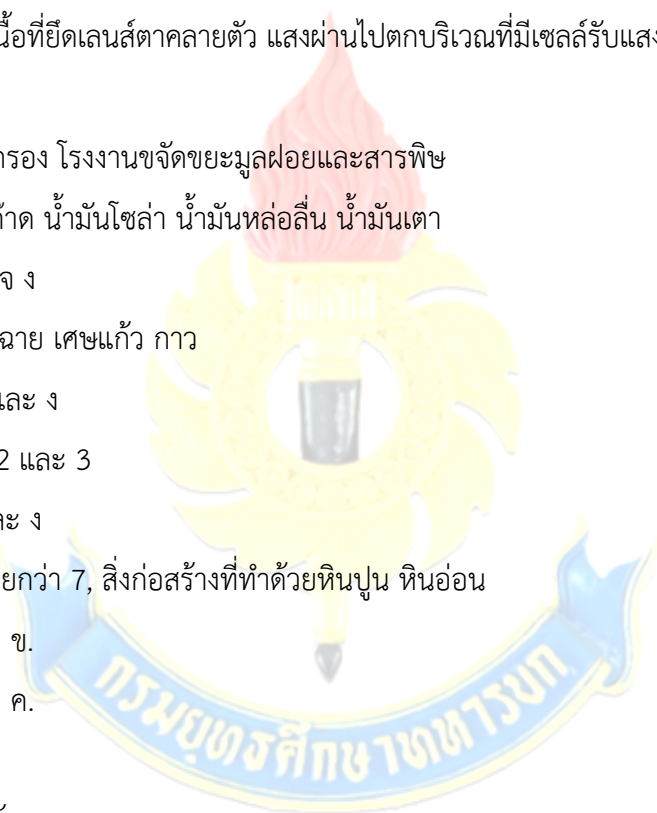 นื้อที่ยึดเลนส์ตาคลายตัว แสงผ่านไปตกบริเวณที่มีเซลล์รับแสง
โรงงานขจัดขยะมูลฝอยและสารพิษ
น้ำมันโซล่า น้ำมันหล่อลื่น น้ำมันเตา
จ ง
ฉาย เศษแก้ว กาว
และ ง
2 และ 3
ละ ง
ยกว่า 7, สิ่งก่อสร้างที่ทำด้วยหินปูน หินอ่อน
ข.
ค.
กรมยุทธศึกษาทหารบก